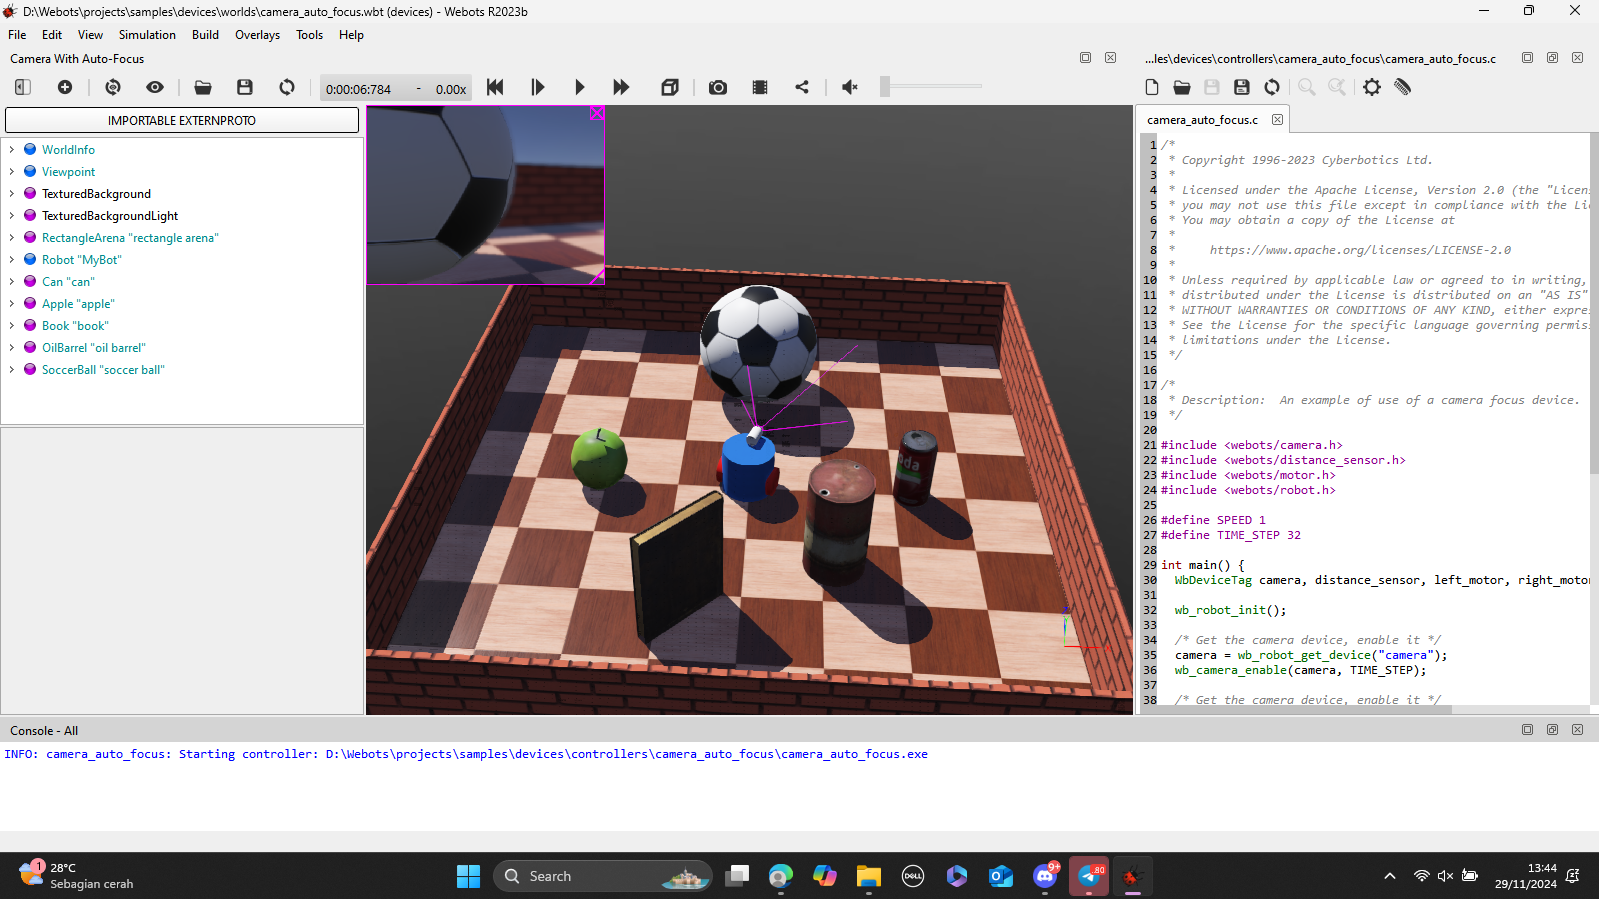 D:\Webots\projects\samples\devices\worlds\camera_auto_focus.wbt (devices) - Webots R2023b
File Edit View Simulation Build Overlays Tools Help
Camera With Auto-Focus
...les\devices\controllers\camera_auto_focus\camera_auto_focus.c
0:00:06:784 - 0.00x
IMPORTABLE EXTERNPROTO
WorldInfo
Viewpoint
TexturedBackground
TexturedBackgroundLight
RectangleArena "rectangle arena"
Robot "MyBot"
Can "can"
Apple "apple"
Book "book"
OilBarrel "oil barrel"
SoccerBall "soccer ball"
camera_auto_focus.c
1 /*
2 * Copyright 1996-2023 Cyberbotics Ltd.
3 *
4 * Licensed under the Apache License, Version 2.0 (the "Licen
5 * you may not use this file except in compliance with the Li
6 * You may obtain a copy of the License at
7 *
8 * https://www.apache.org/licenses/LICENSE-2.0
9 *
10 * Unless required by applicable law or agreed to in writing,
11 * distributed under the License is distributed on an "AS IS"
12 * WITHOUT WARRANTIES OR CONDITIONS OF ANY KIND, either expre
13 * See the License for the specific language governing permis
14 * limitations under the License.
15 */
16
17 /*
18 * Description: An example of use of a camera focus device.
19 */
20
21 #include <webots/camera.h>
22 #include <webots/distance_sensor.h>
23 #include <webots/motor.h>
24 #include <webots/robot.h>
25
26 #define SPEED 1
27 #define TIME_STEP 32
28
29 int main() {
30 WbDeviceTag camera, distance_sensor, left_motor, right_motor
31
32 wb_robot_init();
33
34 /* Get the camera device, enable it */
35 camera = wb_robot_get_device("camera");
36 wb_camera_enable(camera, TIME_STEP);
37
38 /* Get the camera device, enable it */
Console - All
INFO: camera_auto_focus: Starting controller: D:\Webots\projects\samples\devices\controllers\camera_auto_focus\camera_auto_focus.exe
1
28°C
Sebagian cerah
Search
DELL
9+
80
13:44
29/11/2024